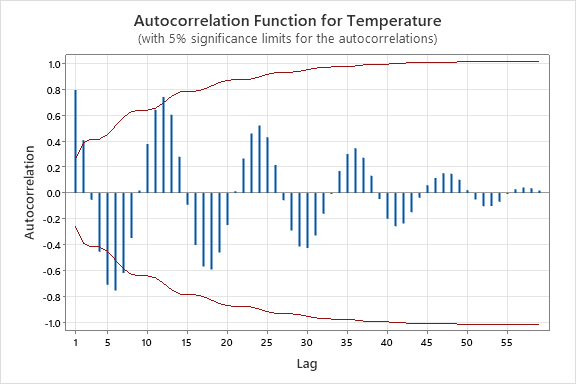 Autocorrelation Function for Temperature
(with 5% significance limits for the autocorrelations)
1.0
0.8
0.6
0.4
0.2
0.0
-0.2
-0.4
-0.6
-0.8
-1.0
Autocorrelation
1 5 10 15 20 25 30 35 40 45 50 55
Lag